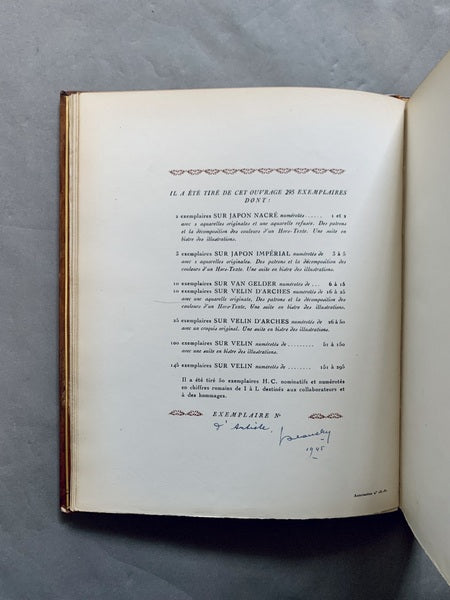 IL A ÉTÉ TIRÉ DE CET OUVRAGE 295 EXEMPLAIRES
DONT :
2 exemplaires SUR JAPON NACRÉ numérotés . . . . . 1 et 2
avec 2 aquarelles originales et une aquarelle refusée. Des patrons
et la décomposition des couleurs d'un Hors-Texte. Une suite en
bistre des illustrations.
3 exemplaires SUR JAPON IMPÉRIAL numérotés de 3 à 5
avec 2 aquarelles originales. Des patrons et la décomposition des
couleurs d'un Hors-Texte. Une suite en bistre des illustrations.
10 exemplaires SUR VAN GELDER numérotés de . . . 6 à 15
10 exemplaires SUR VELIN D'ARCHES numérotés de 16 à 25
avec une aquarelle originale. Des patrons et la décomposition des
couleurs d'un Hors-Texte. Une suite en bistre des illustrations.
25 exemplaires SUR VELIN D'ARCHES numérotés de 26 à 50
avec un croquis original. Une suite en bistre des illustrations.
100 exemplaires SUR VELIN numérotés de . . . . . . . . 51 à 150
avec une suite en bistre des illustrations.
145 exemplaires SUR VELIN numérotés de . . . . . . . . 151 à 295
Il a été tiré 50 exemplaires H.C. nominatifs et numérotés
en chiffres romains de I à L destinés aux collaborateurs et
à des hommages.
EXEMPLAIRE N°
d'Artiste.
1945